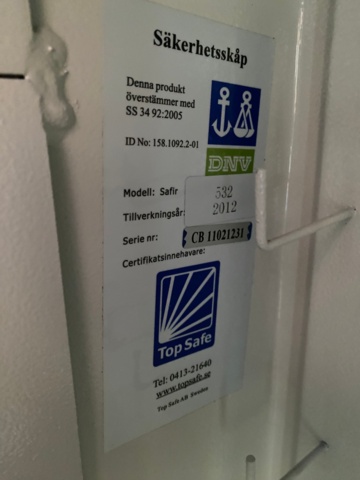 Säkerhetsskåp
Denna produkt
överstämmer med
SS 34 92:2005
ID No: 158.1092.2-01
DNV
Modell: Safir 532
Tillverkningsår: 2012
Serie nr: CB 11021231
Certifikatsinnehavare:
Top Safe
Tel: 0413-21640
www.topsafe.se
Top Safe AB Sweden